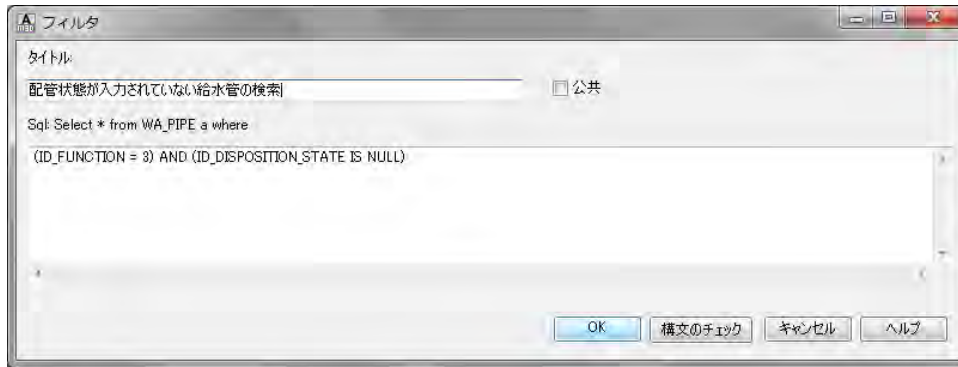 フィルタ
タイトル:
配管状態が入力されていない給水管の検索
公共
Sql: Select * from WA_PIPE a where
(ID_FUNCTION = 3) AND (ID_DISPOSITION_STATE IS NULL)
OK 構文のチェック キャンセル ヘルプ